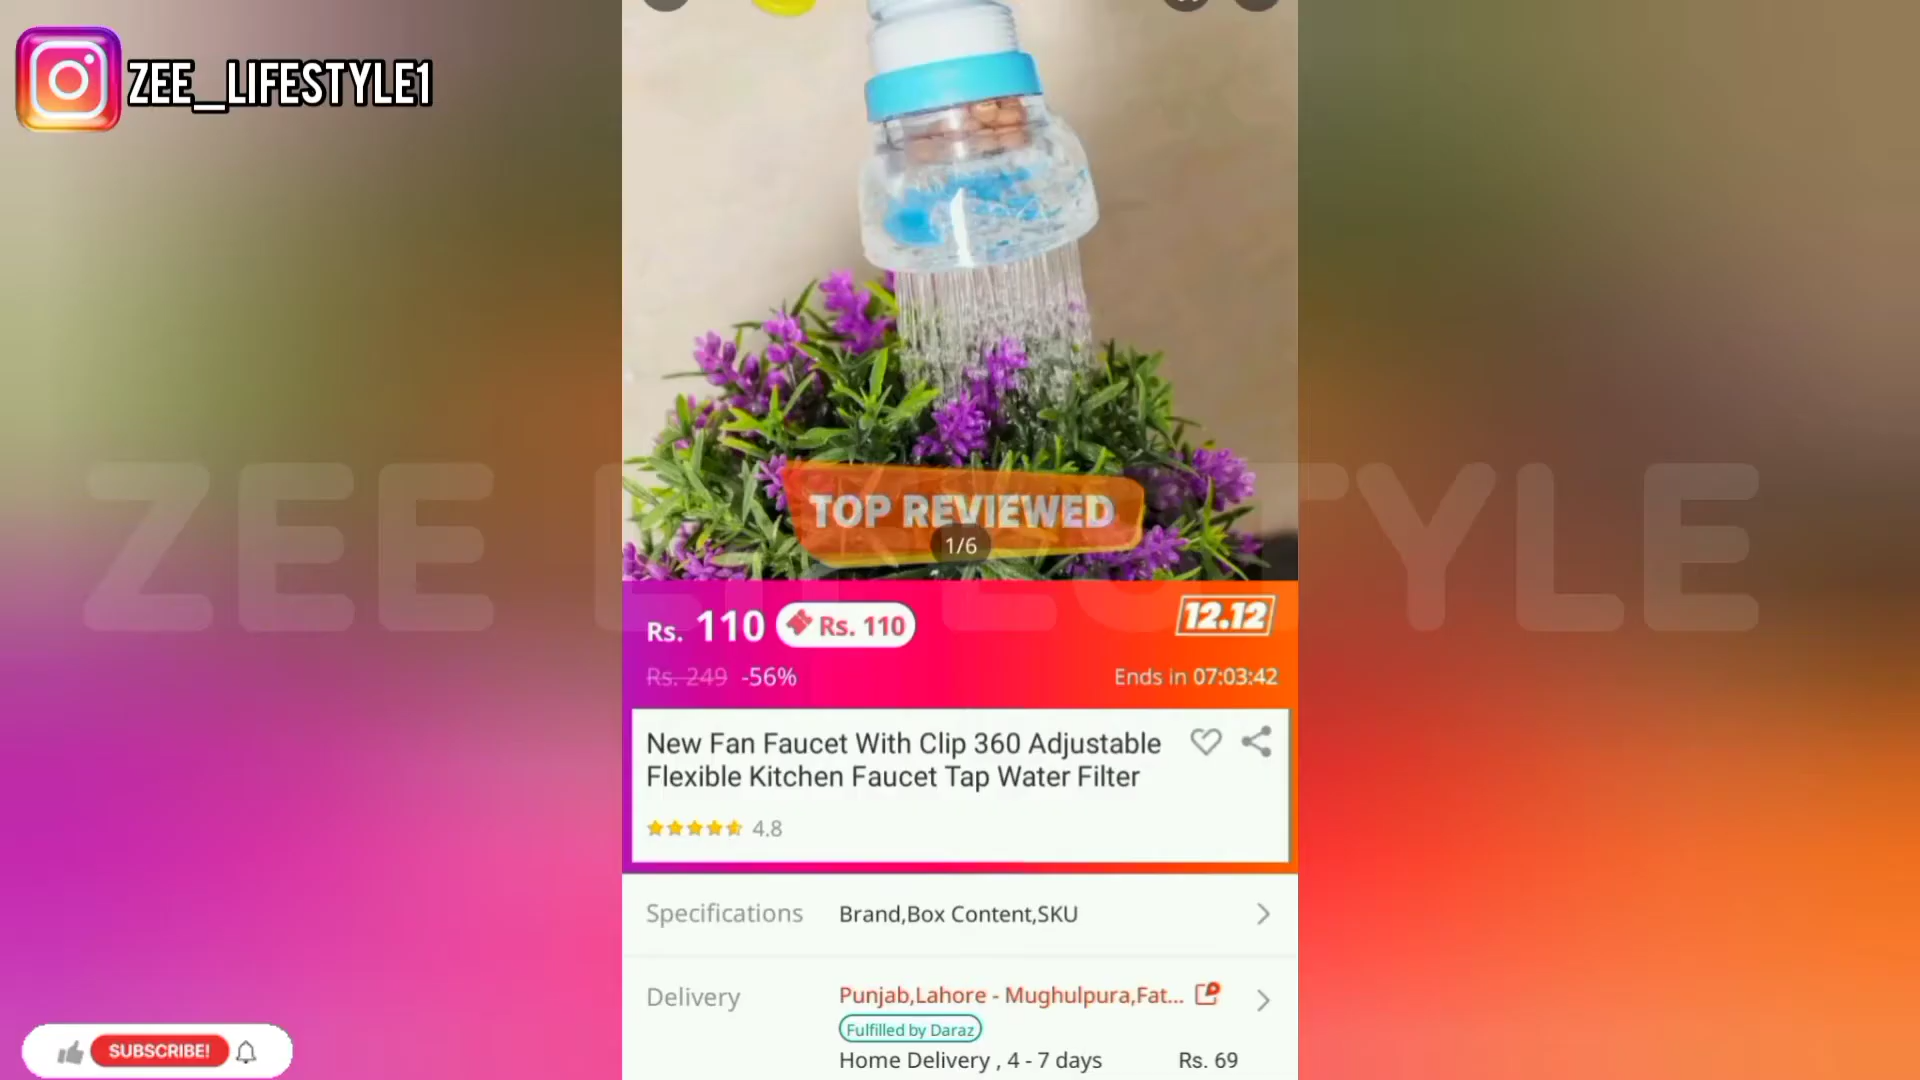 ZEE_LIFESTYLE1
ZEE LIFESTYLE
TOP REVIEWED
1/6
Rs. 110 Rs. 110
12.12
Rs. 249 -56%
Ends in 07:03:42
New Fan Faucet With Clip 360 Adjustable
Flexible Kitchen Faucet Tap Water Filter
4.8
Specifications Brand,Box Content,SKU
Delivery Punjab,Lahore - Mughulpura,Fat...
Fulfilled by Daraz
Home Delivery , 4 - 7 days Rs. 69
SUBSCRIBE!